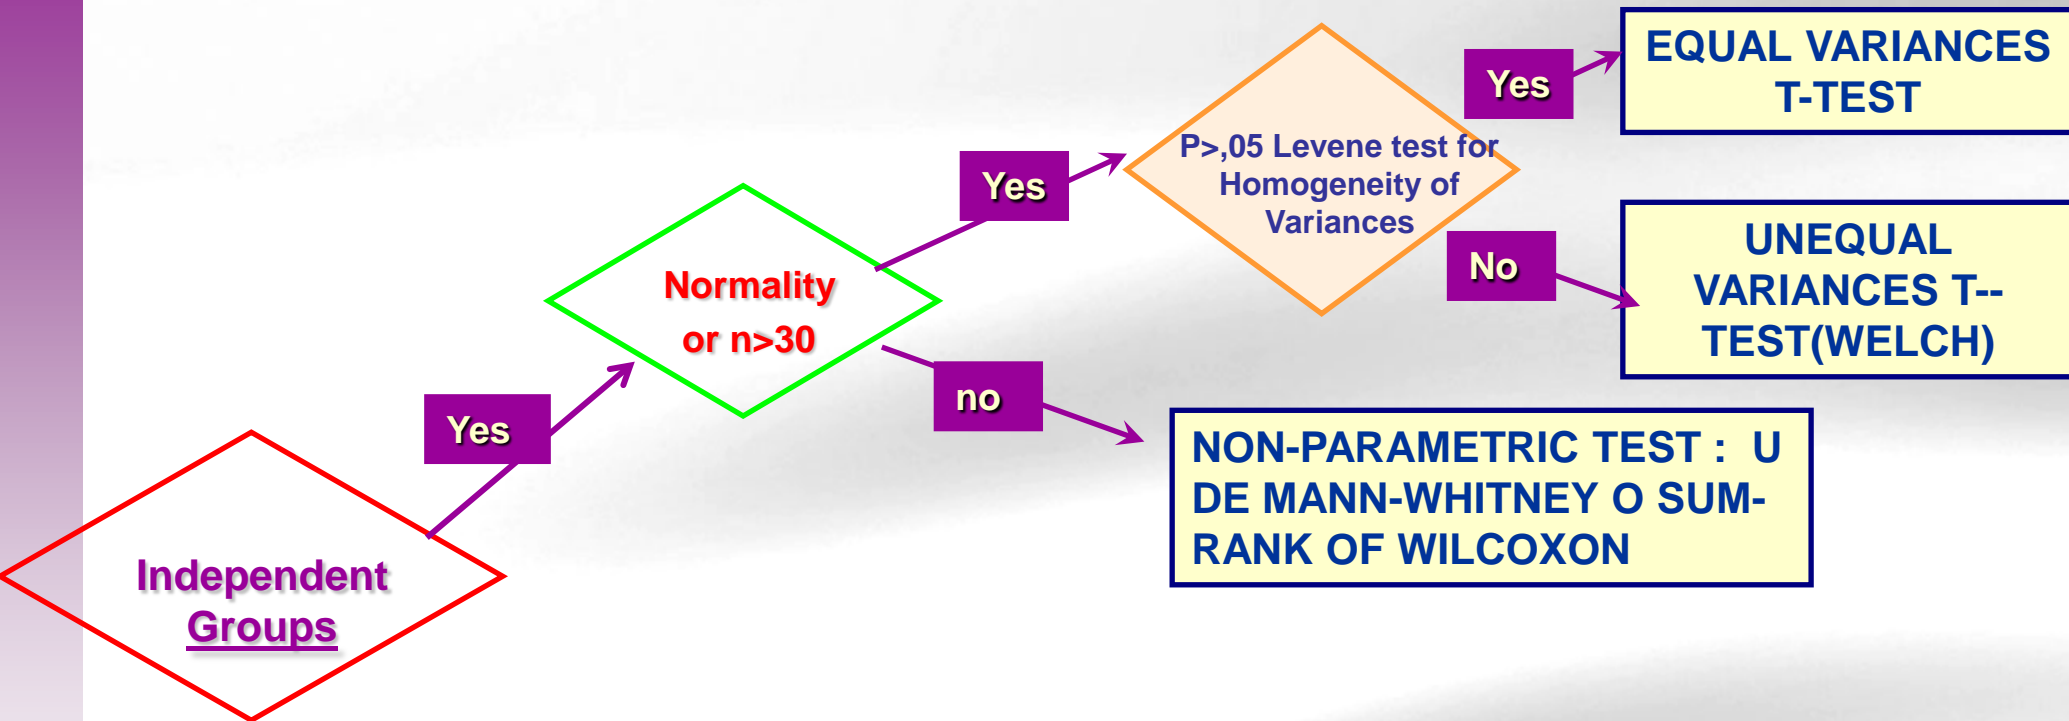 EQUAL VARIANCES
T-TEST
Yes
P>,05 Levene test for
Homogeneity of
Variances
Yes
No
UNEQUAL
VARIANCES T--
TEST(WELCH)
Normality
or n>30
no
Yes
NON-PARAMETRIC TEST : U
DE MANN-WHITNEY O SUM-
RANK OF WILCOXON
Independent
Groups